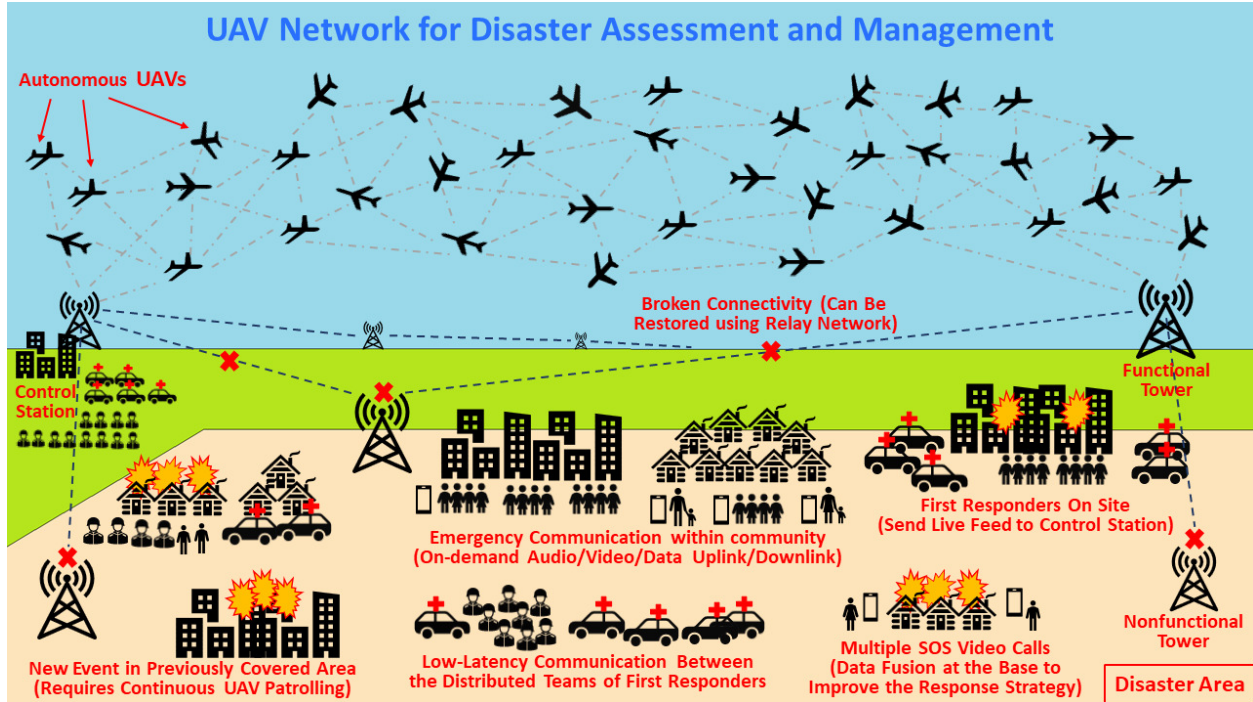 UAV Network for Disaster Assessment and Management
Autonomous UAVs
Broken Connectivity (Can Be
Restored using Relay Network)
Control
Station
Functional
Tower
First Responders On Site
(Send Live Feed to Control Station)
Emergency Communication within community
(On-demand Audio/Video/Data Uplink/Downlink)
Nonfunctional
Tower
New Event in Previously Covered Area
(Requires Continuous UAV Patrolling)
Low-Latency Communication Between
the Distributed Teams of First Responders
Multiple SOS Video Calls
(Data Fusion at the Base to
Improve the Response Strategy)
Disaster Area